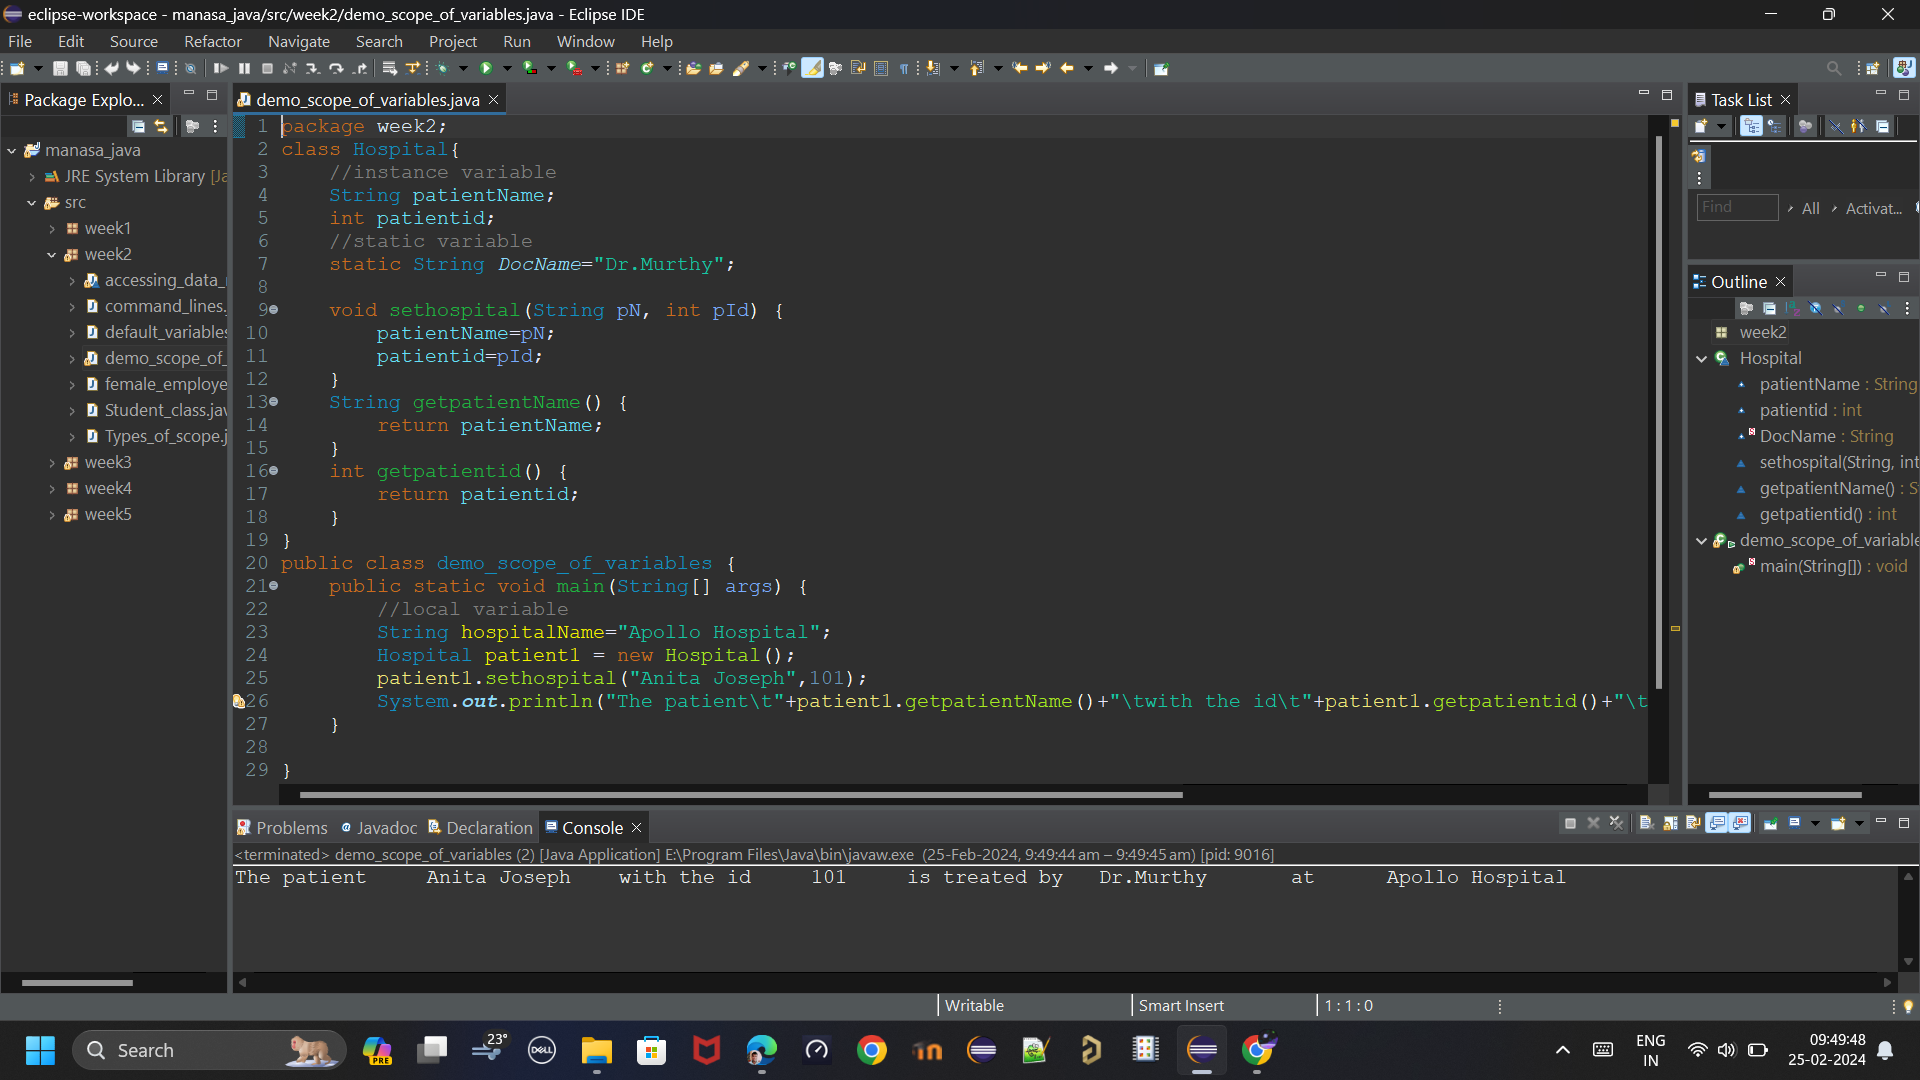 eclipse-workspace - manasa_java/src/week2/demo_scope_of_variables.java - Eclipse IDE
File Edit Source Refactor Navigate Search Project Run Window Help
Package Explo...
manasa_java
JRE System Library [Ja
src
week1
week2
accessing_data_
command_lines.
default_variables
demo_scope_of_
female_employe
Student_class.jav
Types_of_scope.j
week3
week4
week5
demo_scope_of_variables.java
1 package week2;
2 class Hospital{
3 //instance variable
4 String patientName;
5 int patientid;
6 //static variable
7 static String DocName="Dr.Murthy";
8
9 void sethospital(String pN, int pId) {
10 patientName=pN;
11 patientid=pId;
12 }
13 String getpatientName() {
14 return patientName;
15 }
16 int getpatientid() {
17 return patientid;
18 }
19 }
20 public class demo_scope_of_variables {
21 public static void main(String[] args) {
22 //local variable
23 String hospitalName="Apollo Hospital";
24 Hospital patient1 = new Hospital();
25 patient1.sethospital("Anita Joseph",101);
26 System.out.println("The patient\t"+patient1.getpatientName()+"\twith the id\t"+patient1.getpatientid()+"\t
27 }
28
29 }
Task List
Find All Activat...
Outline
week2
Hospital
patientName : String
patientid : int
DocName : String
sethospital(String, int
getpatientName() : S
getpatientid() : int
demo_scope_of_variable
main(String[]) : void
Problems Javadoc Declaration Console
<terminated> demo_scope_of_variables (2) [Java Application] E:\Program Files\Java\bin\javaw.exe (25-Feb-2024, 9:49:44 am – 9:49:45 am) [pid: 9016]
The patient Anita Joseph with the id 101 is treated by Dr.Murthy at Apollo Hospital
Writable Smart Insert 1 : 1 : 0
Search PRE 23° DELL ENG IN 09:49:48
25-02-2024